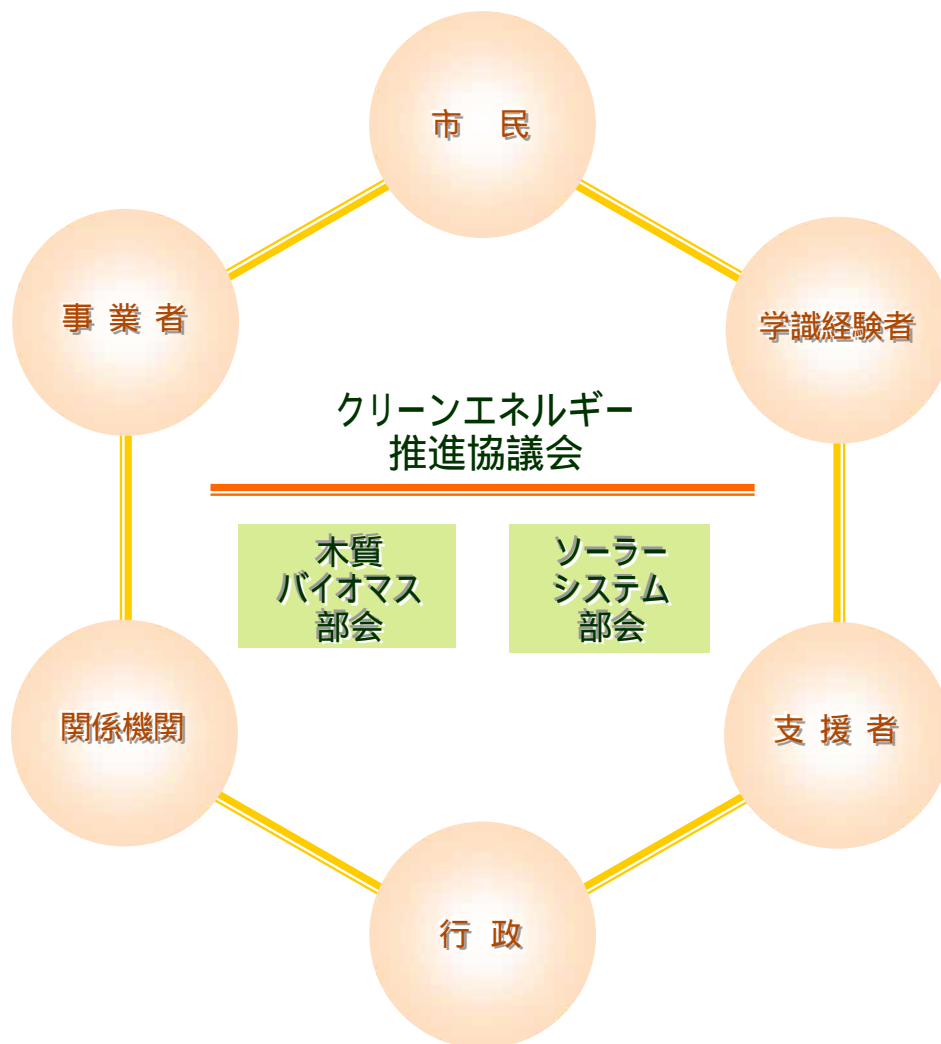 市　民
事 業 者
学識経験者
クリーンエネルギー
推進協議会
木質
バイオマス
部会
ソーラー
システム
部会
関係機関
支 援 者
行 政